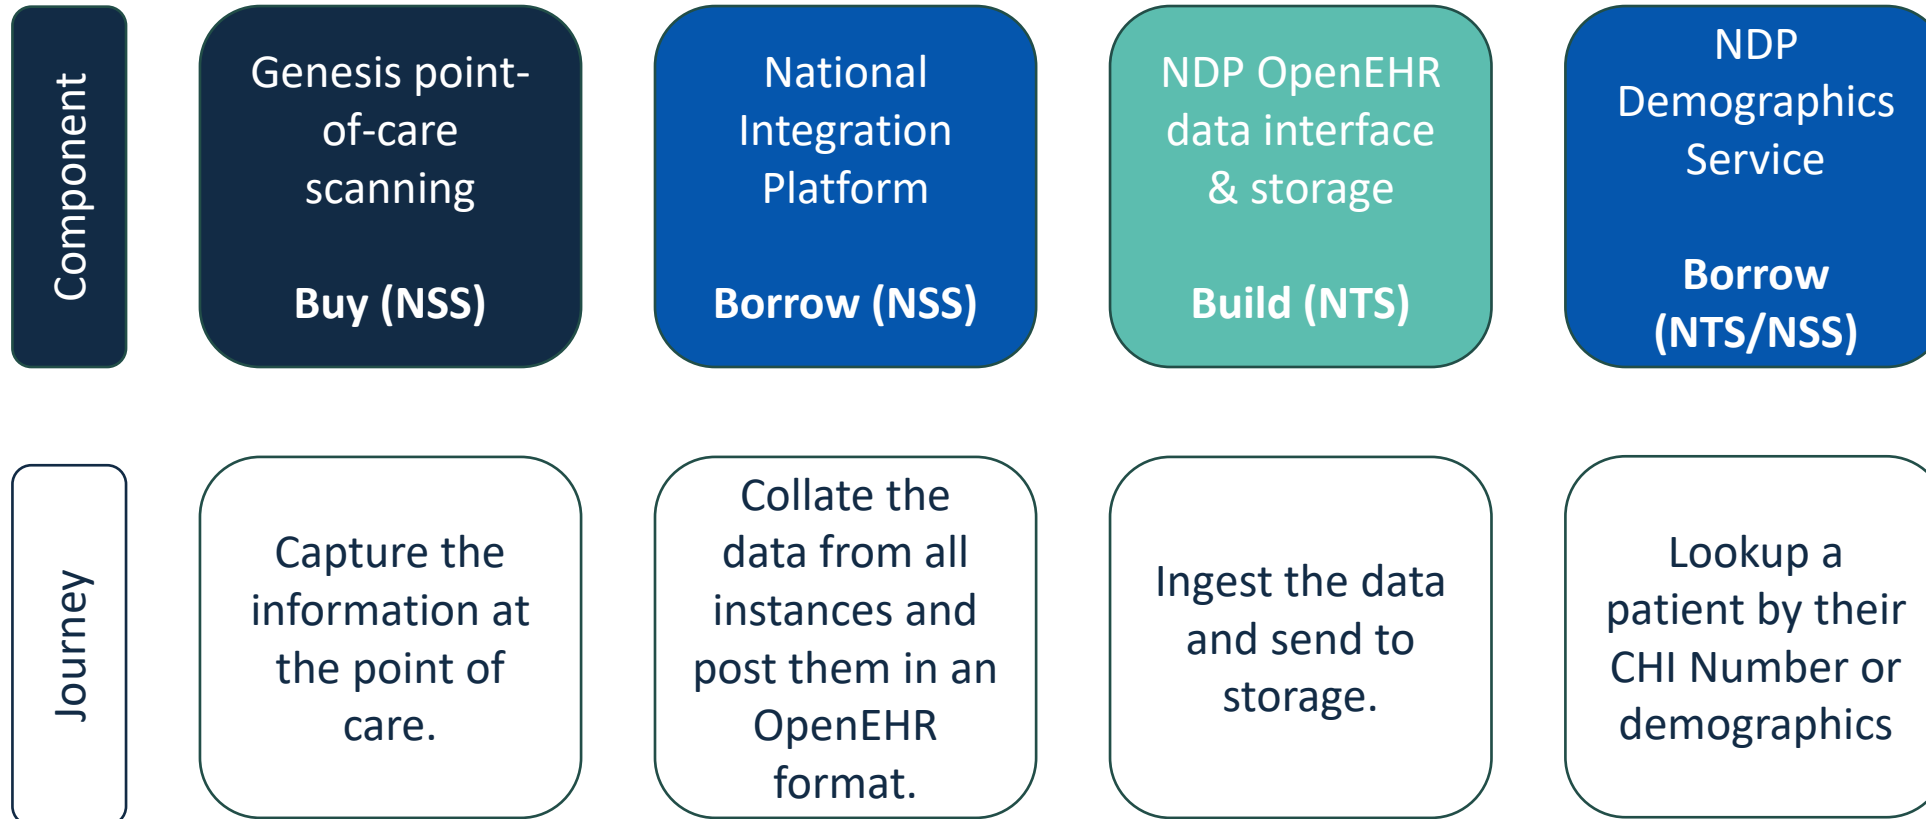 Component
Genesis point-
of-care
scanning
Buy (NSS)
National
Integration
Platform
Borrow (NSS)
NDP OpenEHR
data interface
& storage
Build (NTS)
NDP
Demographics
Service
Borrow
(NTS/NSS)
Journey
Capture the
information at
the point of
care.
Collate the
data from all
instances and
post them in an
OpenEHR
format.
Ingest the data
and send to
storage.
Lookup a
patient by their
CHI Number or
demographics